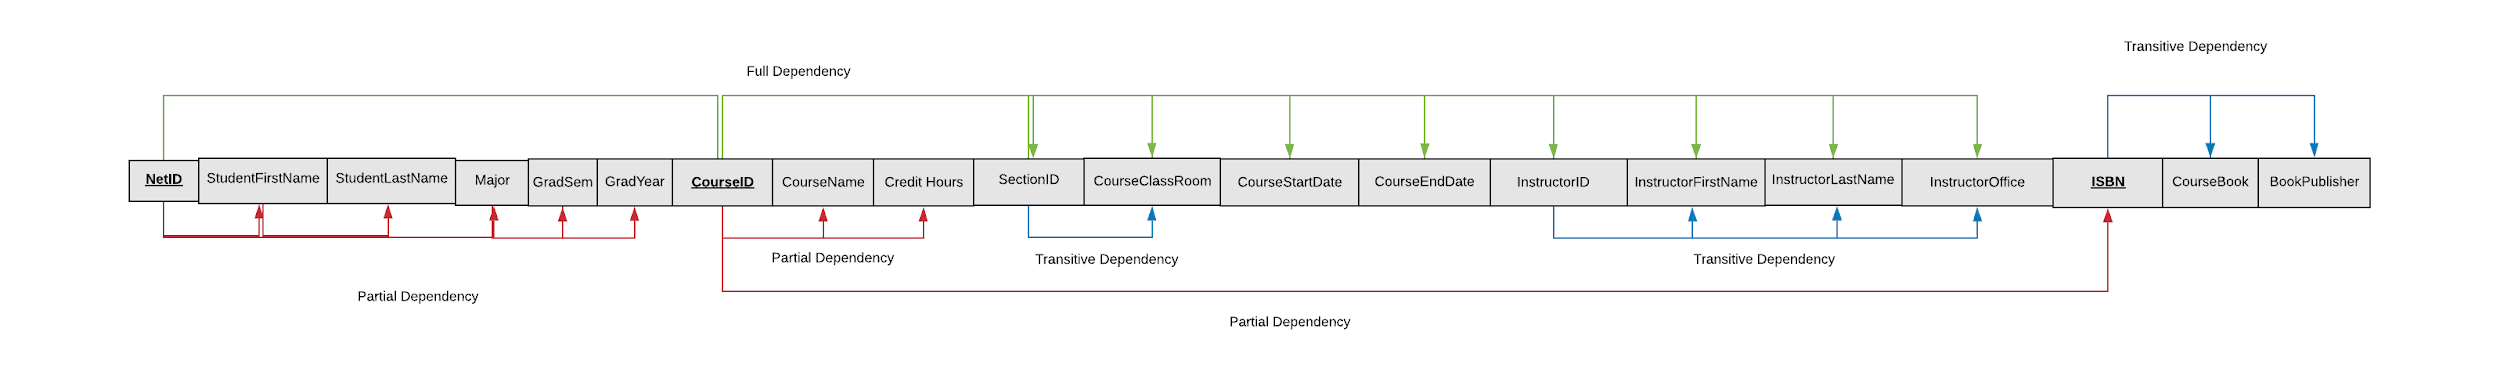 Transitive Dependency
Full Dependency
NetID StudentFirstName StudentLastName Major GradSem GradYear CourseID CourseName Credit Hours SectionID CourseClassRoom CourseStartDate CourseEndDate InstructorID InstructorFirstName InstructorLastName InstructorOffice ISBN CourseBook BookPublisher
Partial Dependency Transitive Dependency Transitive Dependency
Partial Dependency
Partial Dependency